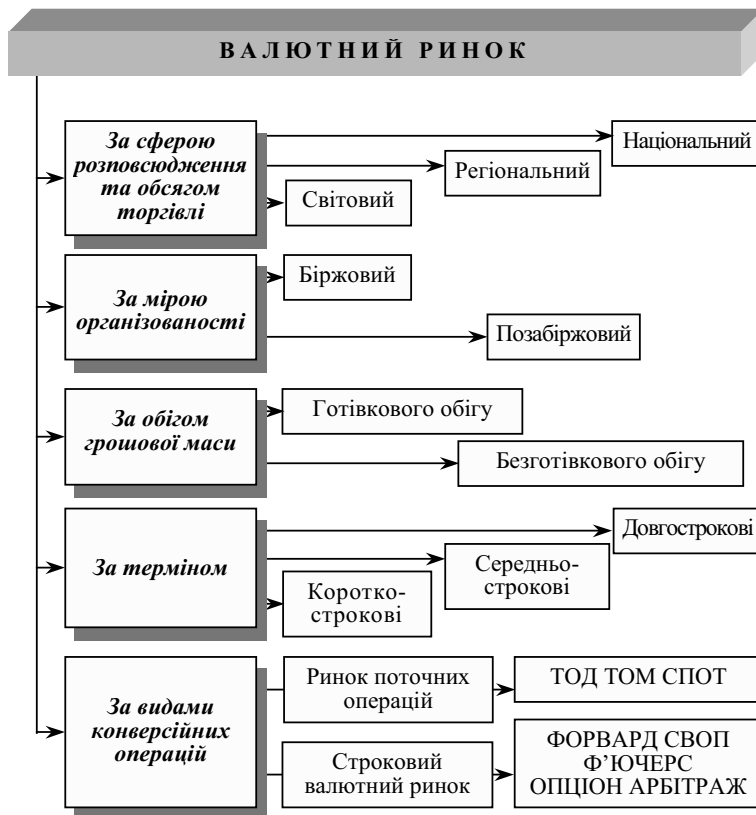 ВАЛЮТНИЙ РИНОК
За сферою
розповсюдження
та обсягом
торгівлі
Національний
Регіональний
Світовий
За мірою
організованості
Біржовий
Позабіржовий
За обігом
грошової маси
Готівкового обігу
Безготівкового обігу
За терміном
Довгострокові
Середньо-
строкові
Коротко-
строкові
За видами
конверсійних
операцій
Ринок поточних
операцій
ТОД ТОМ СПОТ
Строковий
валютний ринок
ФОРВАРД СВОП
Ф’ЮЧЕРС
ОПЦІОН АРБІТРАЖ